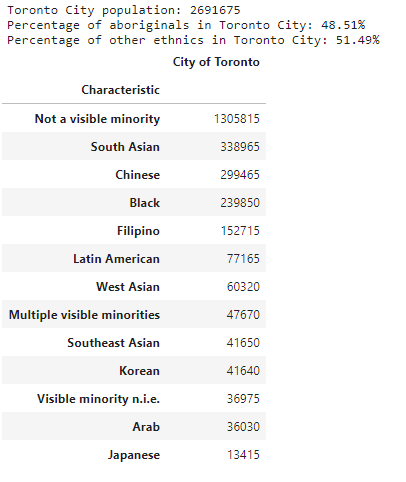 Toronto City population: 2691675
Percentage of aboriginals in Toronto City: 48.51%
Percentage of other ethnics in Toronto City: 51.49%
City of Toronto
Characteristic
Not a visible minority 1305815
South Asian 338965
Chinese 299465
Black 239850
Filipino 152715
Latin American 77165
West Asian 60320
Multiple visible minorities 47670
Southeast Asian 41650
Korean 41640
Visible minority n.i.e. 36975
Arab 36030
Japanese 13415